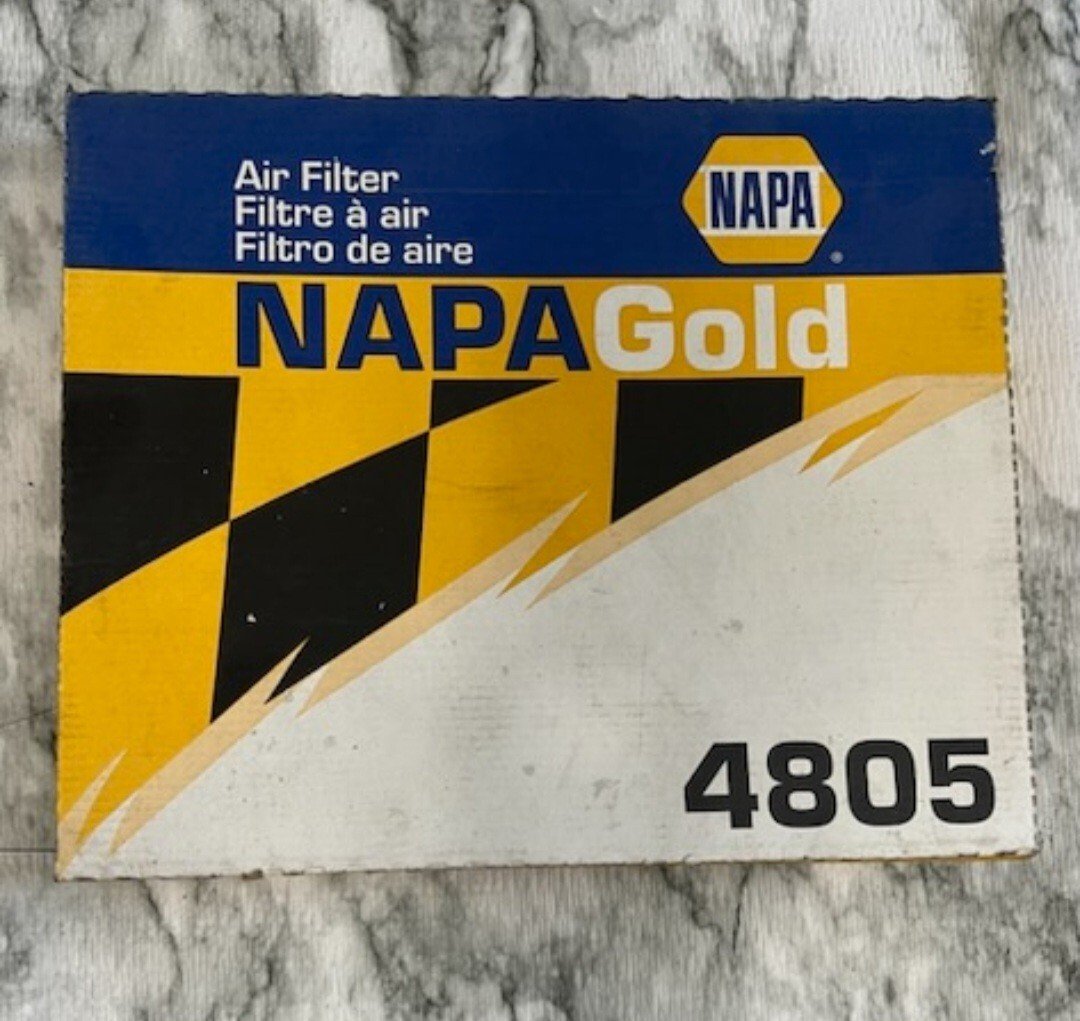 Air Filter
Filtre à air
Filtro de aire
NAPA
®
NAPAGold
4805